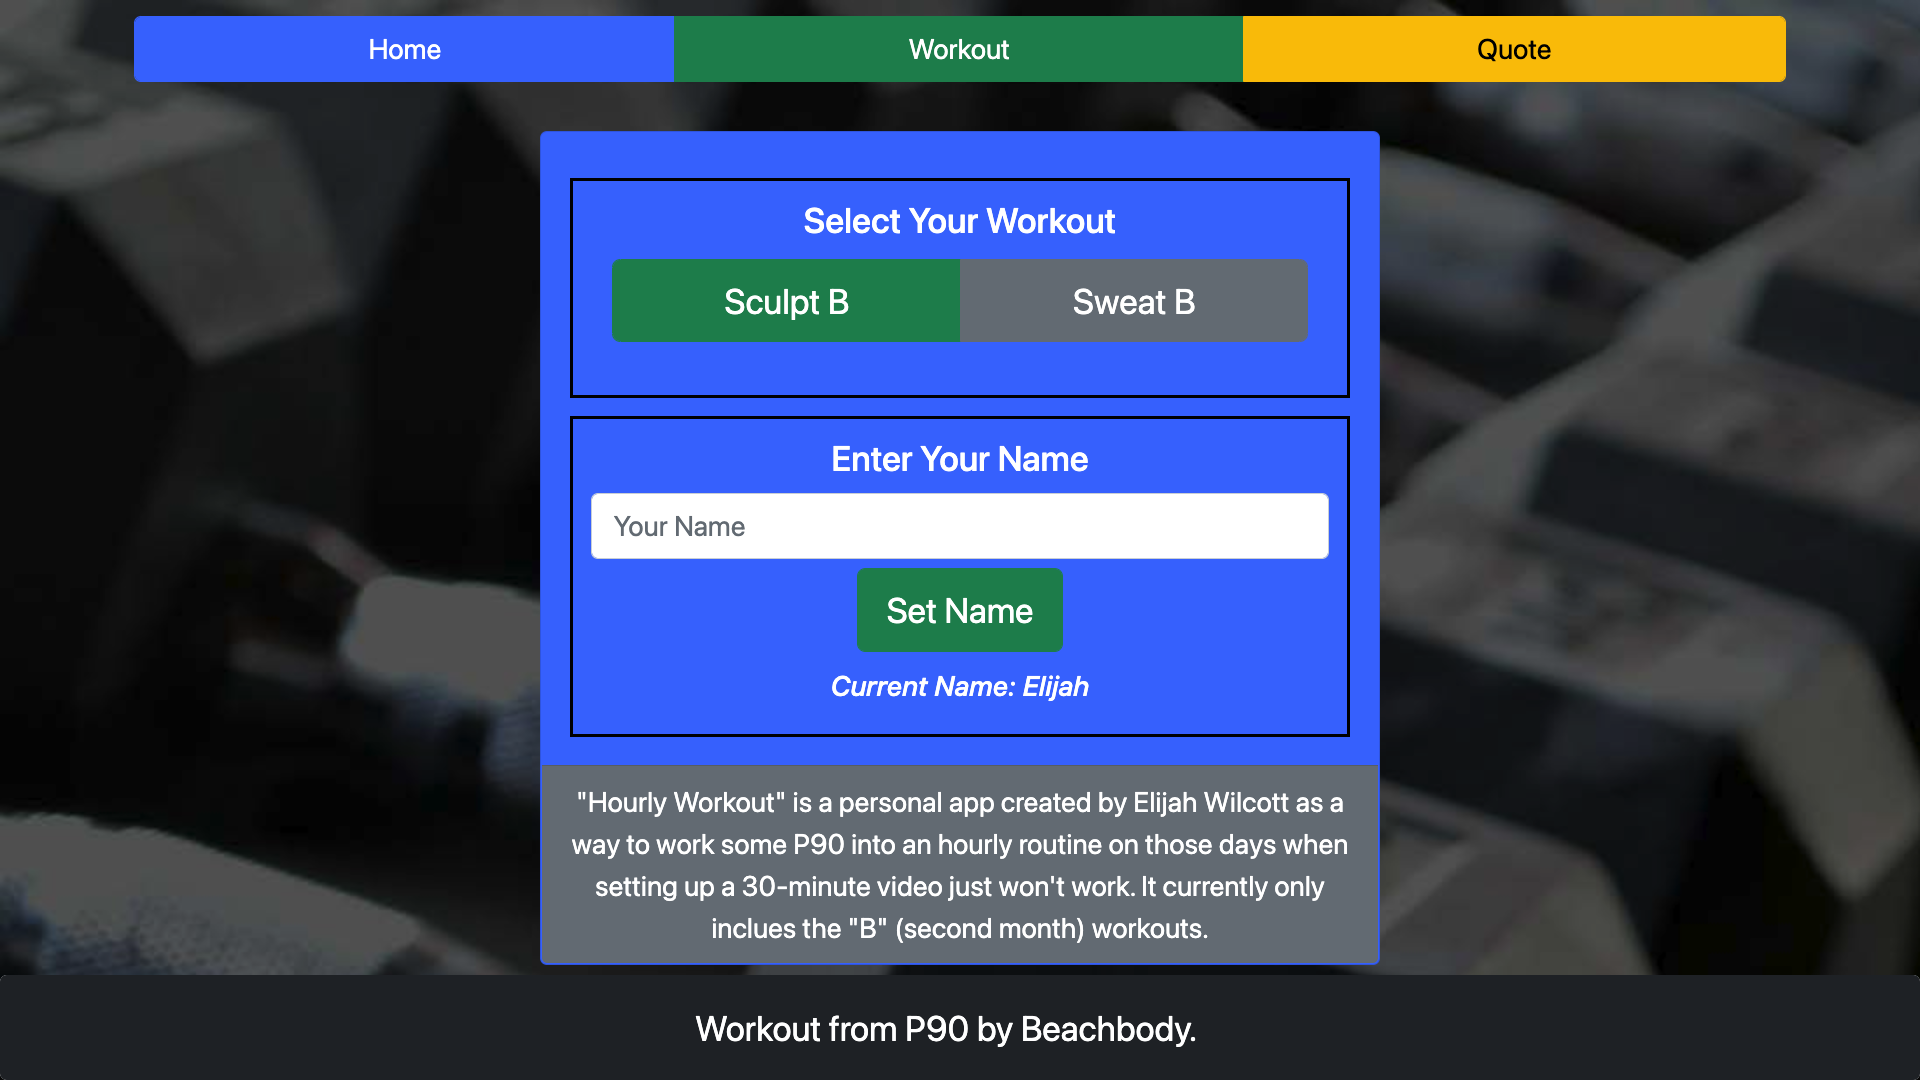 Home
Workout
Quote
Select Your Workout
Sculpt B
Sweat B
Enter Your Name
Your Name
Set Name
Current Name: Elijah
"Hourly Workout" is a personal app created by Elijah Wilcott as a
way to work some P90 into an hourly routine on those days when
setting up a 30-minute video just won't work. It currently only
inclues the "B" (second month) workouts.
Workout from P90 by Beachbody.